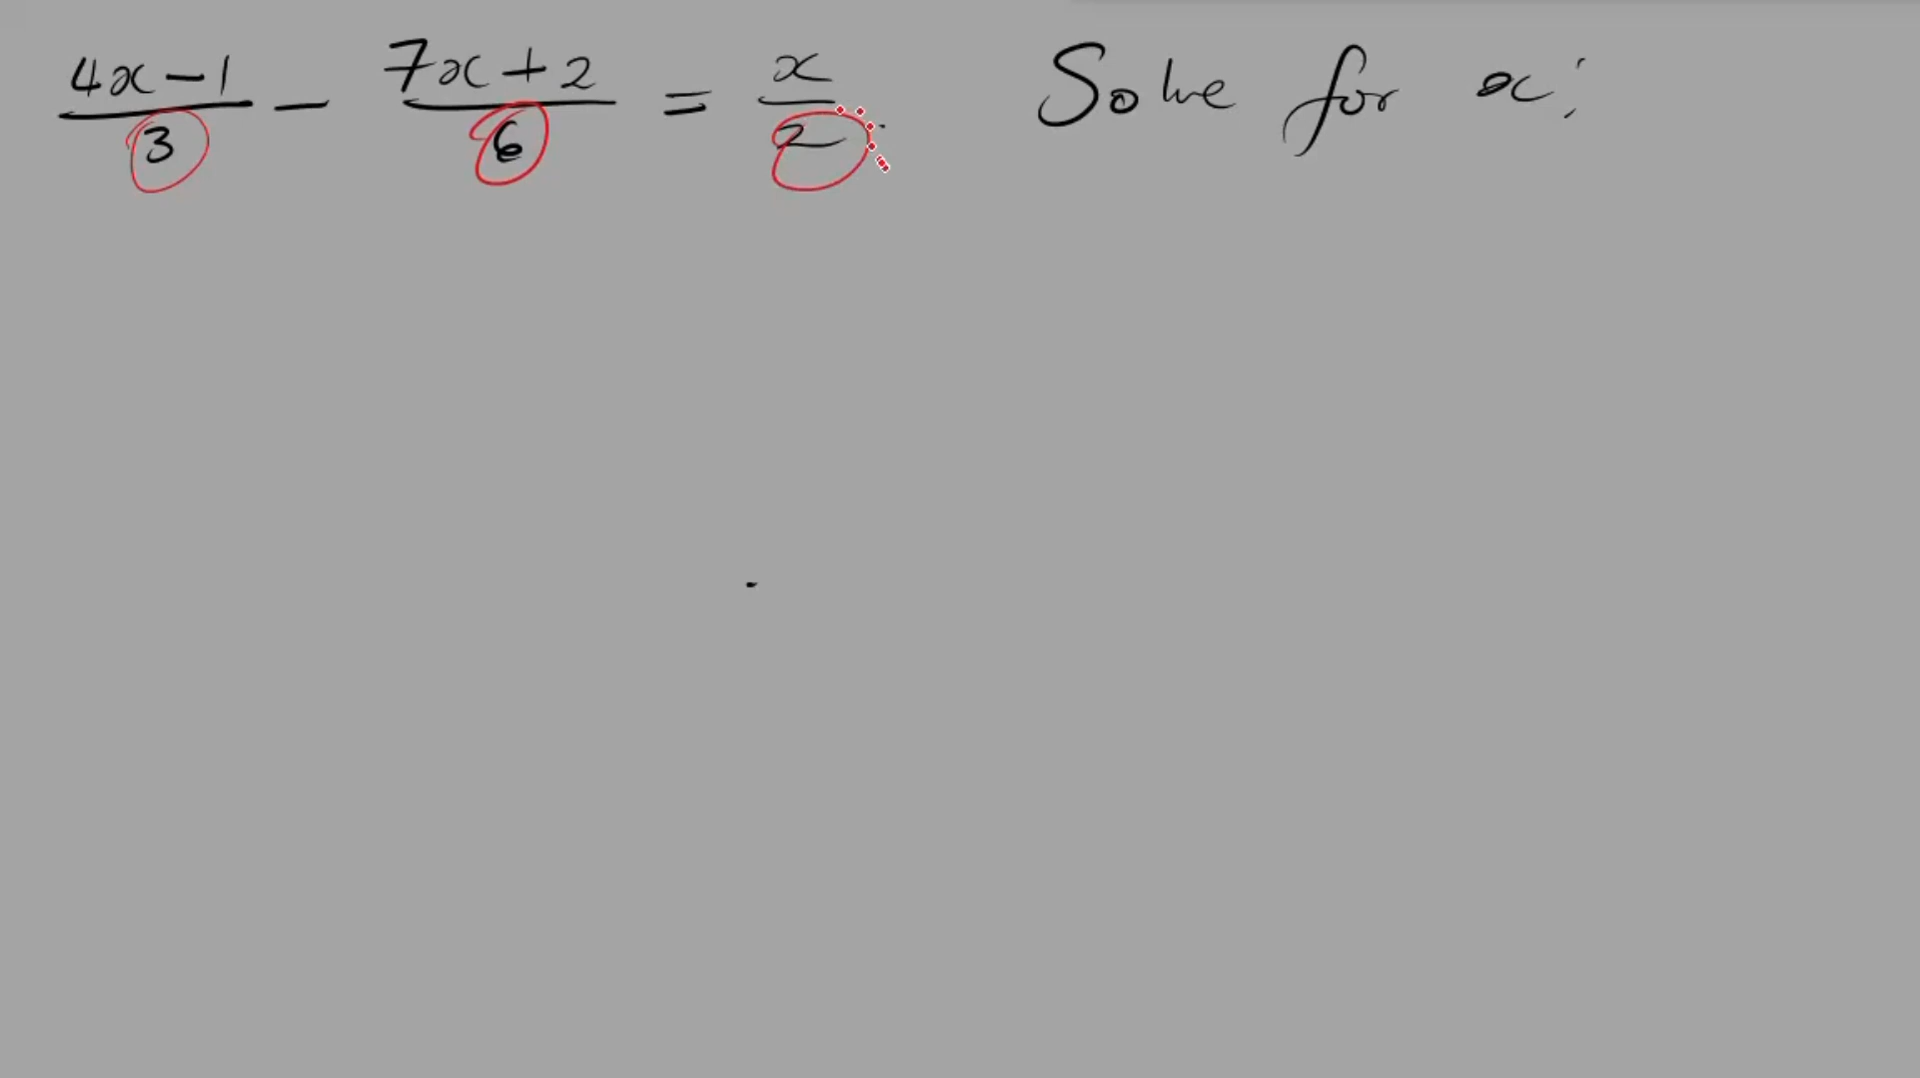 (4x-1)/3 - (7x+2)/6 = x/2. Solve for x: